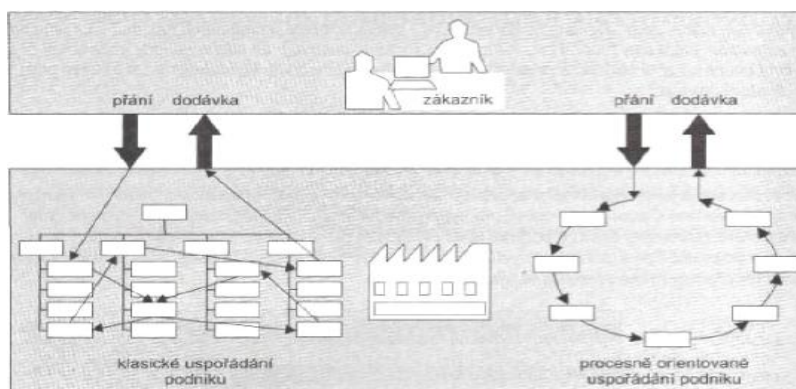 přání dodávka
zákazník
přání dodávka
klasické uspořádání
podniku
procesně orientované
uspořádání podniku